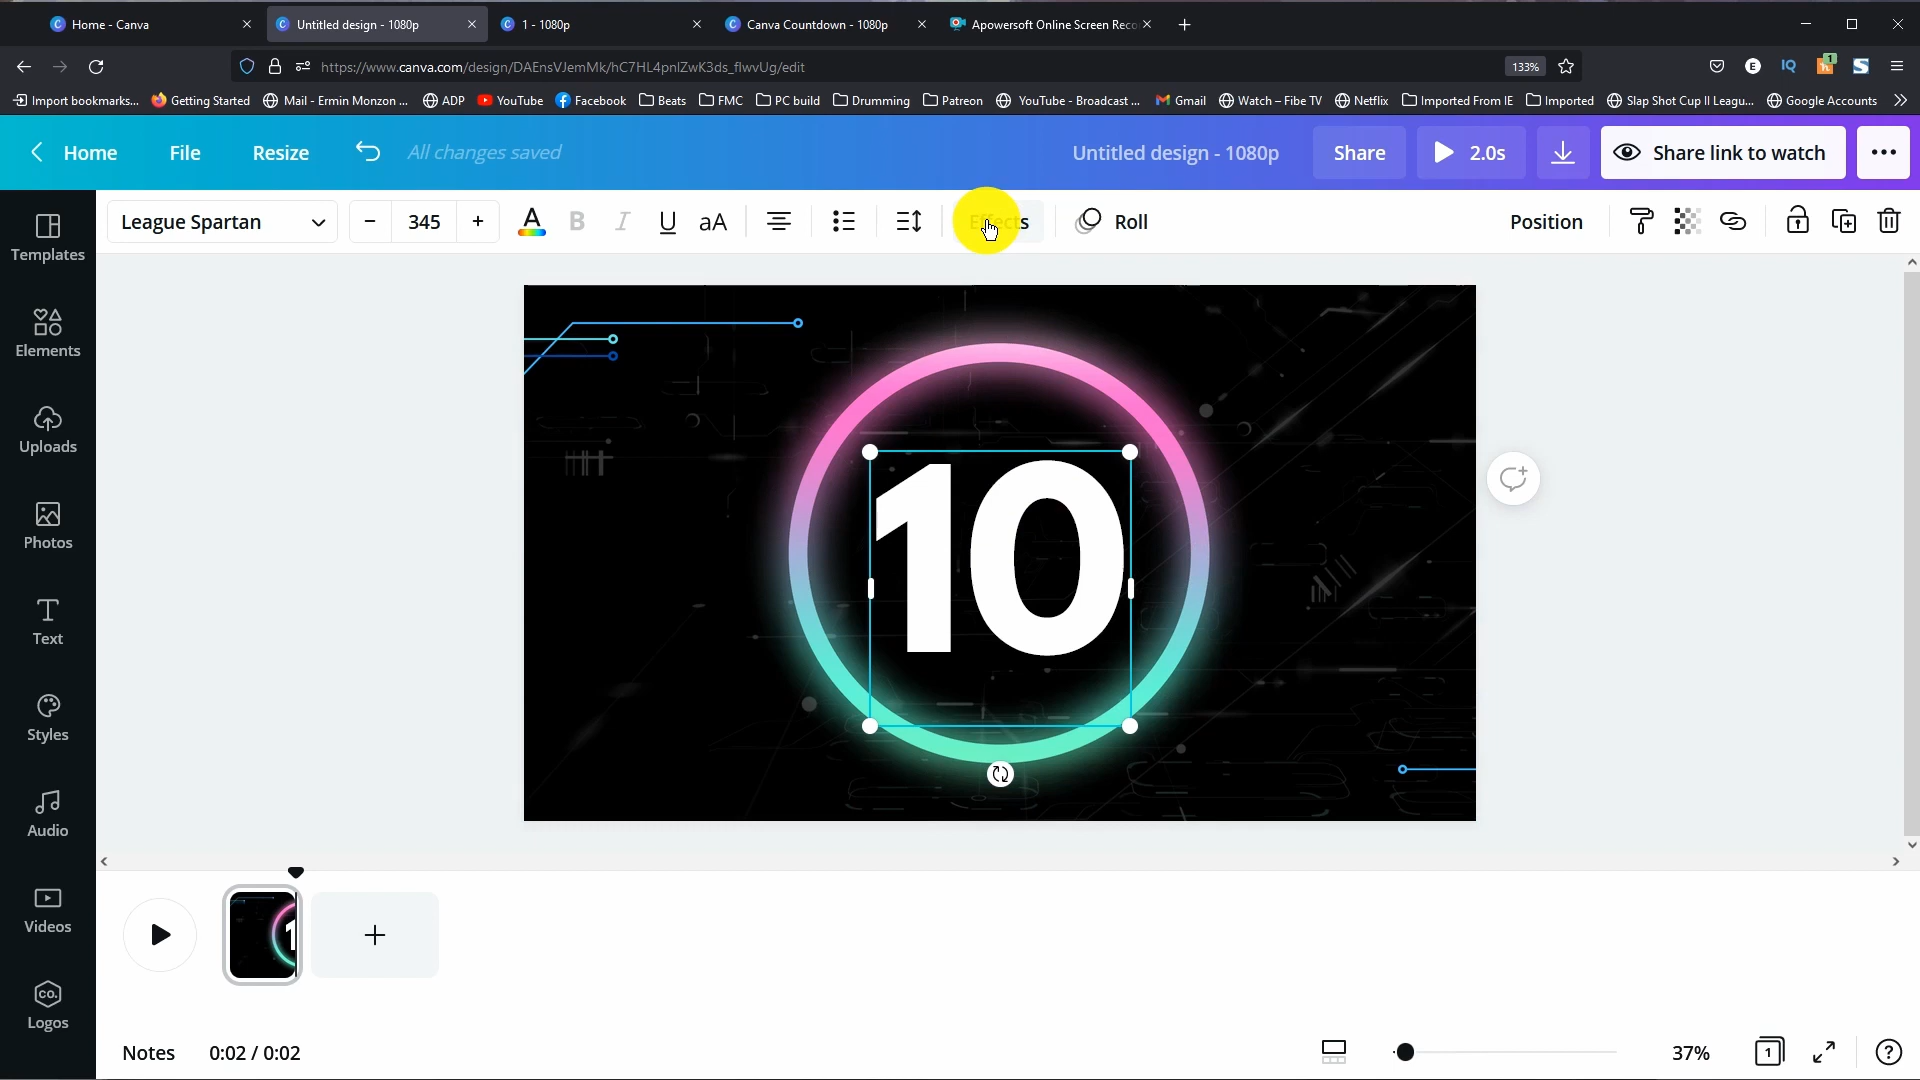 Home - Canva
Untitled design - 1080p
1 - 1080p
Canva Countdown - 1080p
Apowersoft Online Screen Reco
https://www.canva.com/design/DAEnsVJemMk/hC7HL4pnlZwK3ds_flwvUg/edit
133%
Import bookmarks...
Getting Started
Mail - Ermin Monzon ...
ADP
YouTube
Facebook
Beats
FMC
PC build
Drumming
Patreon
YouTube - Broadcast ...
Gmail
Watch – Fibe TV
Netflix
Imported From IE
Imported
Slap Shot Cup II Leagu...
Google Accounts
Home
File
Resize
All changes saved
Untitled design - 1080p
Share
2.0s
Share link to watch
League Spartan
345
A
B
I
U
aA
Effects
Roll
Position
Templates
Elements
Uploads
Photos
Text
Styles
Audio
Videos
co.
Logos
10
Notes
0:02 / 0:02
37%
1